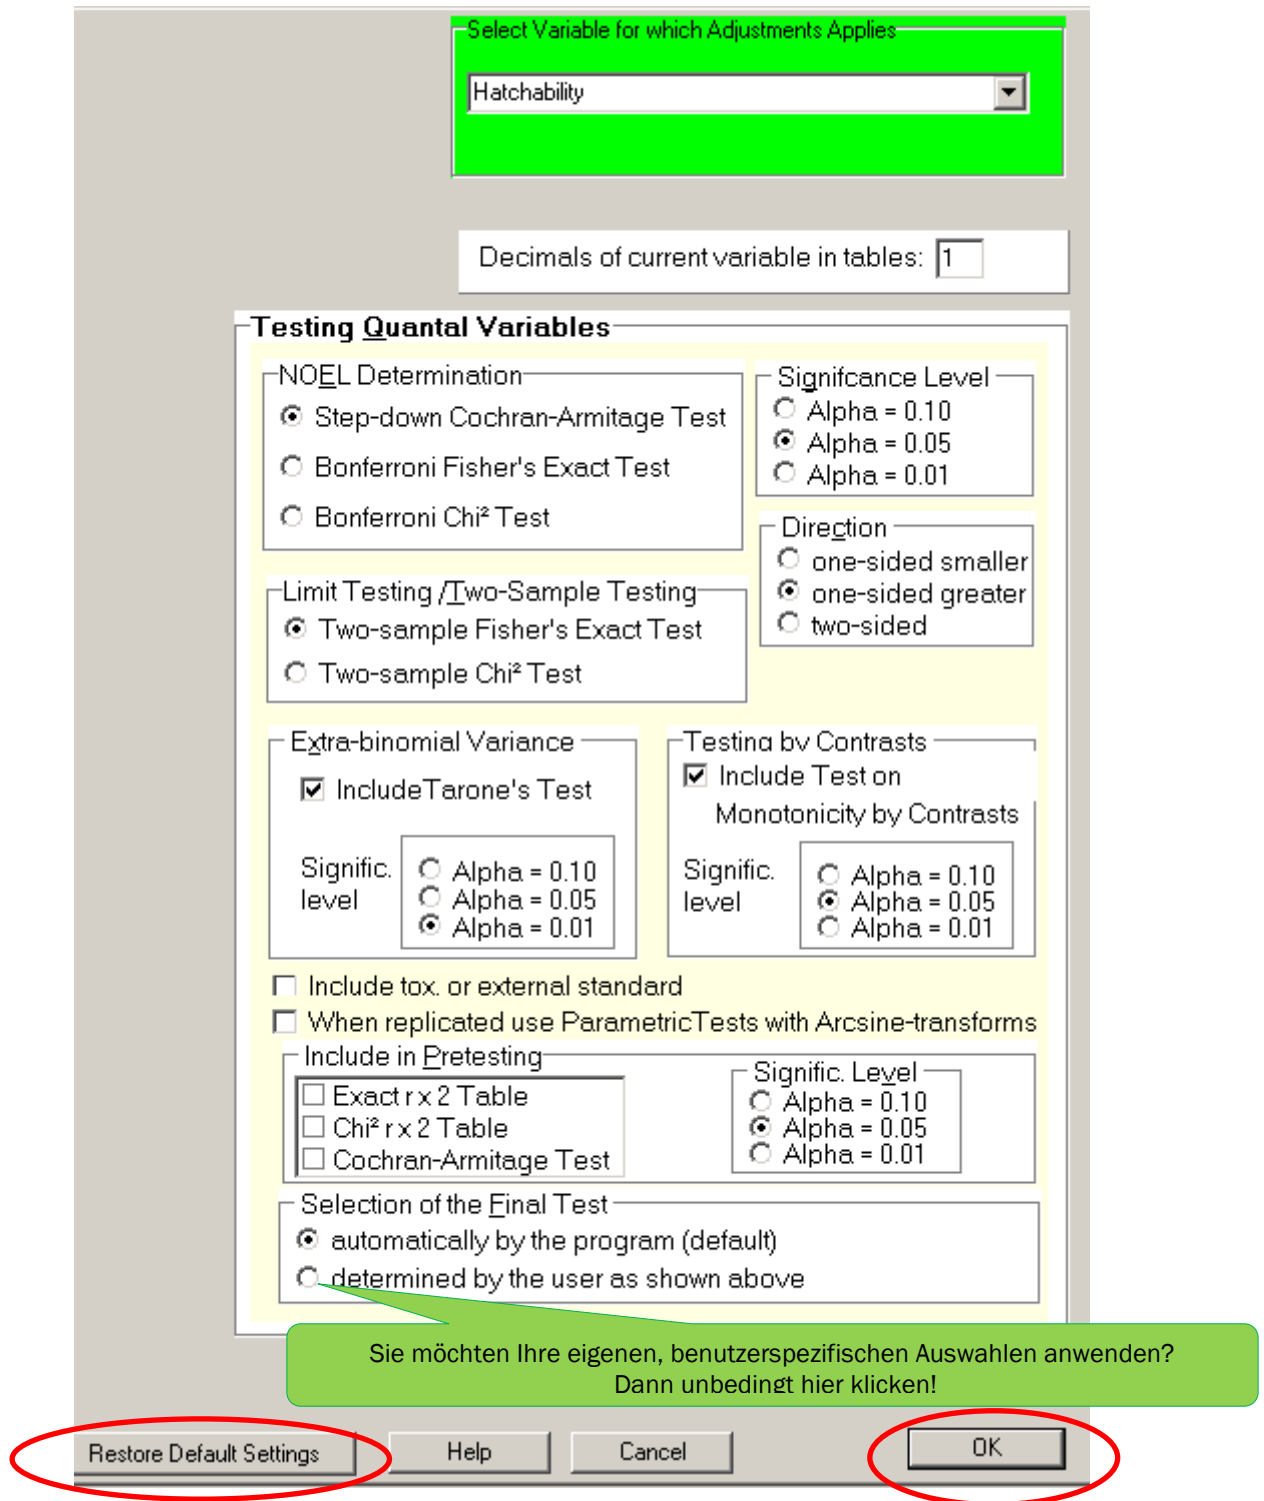 Select Variable for which Adjustments Applies
Hatchability
Decimals of current variable in tables: 1
Testing Quantal Variables
NOEL Determination
Step-down Cochran-Armitage Test
Bonferroni Fisher's Exact Test
Bonferroni Chi² Test
Signifcance Level
Alpha = 0.10
Alpha = 0.05
Alpha = 0.01
Direction
one-sided smaller
one-sided greater
two-sided
Limit Testing /Two-Sample Testing
Two-sample Fisher's Exact Test
Two-sample Chi² Test
Extra-binomial Variance
IncludeTarone's Test
Signific.
level
Alpha = 0.10
Alpha = 0.05
Alpha = 0.01
Testing by Contrasts
Include Test on
Monotonicity by Contrasts
Signific.
level
Alpha = 0.10
Alpha = 0.05
Alpha = 0.01
Include tox. or external standard
When replicated use ParametricTests with Arcsine-transforms
Include in Pretesting
Exact r x 2 Table
Chi² r x 2 Table
Cochran-Armitage Test
Signific. Level
Alpha = 0.10
Alpha = 0.05
Alpha = 0.01
Selection of the Final Test
automatically by the program (default)
determined by the user as shown above
Sie möchten Ihre eigenen, benutzerspezifischen Auswahlen anwenden?
Dann unbedingt hier klicken!
Restore Default Settings
Help
Cancel
OK